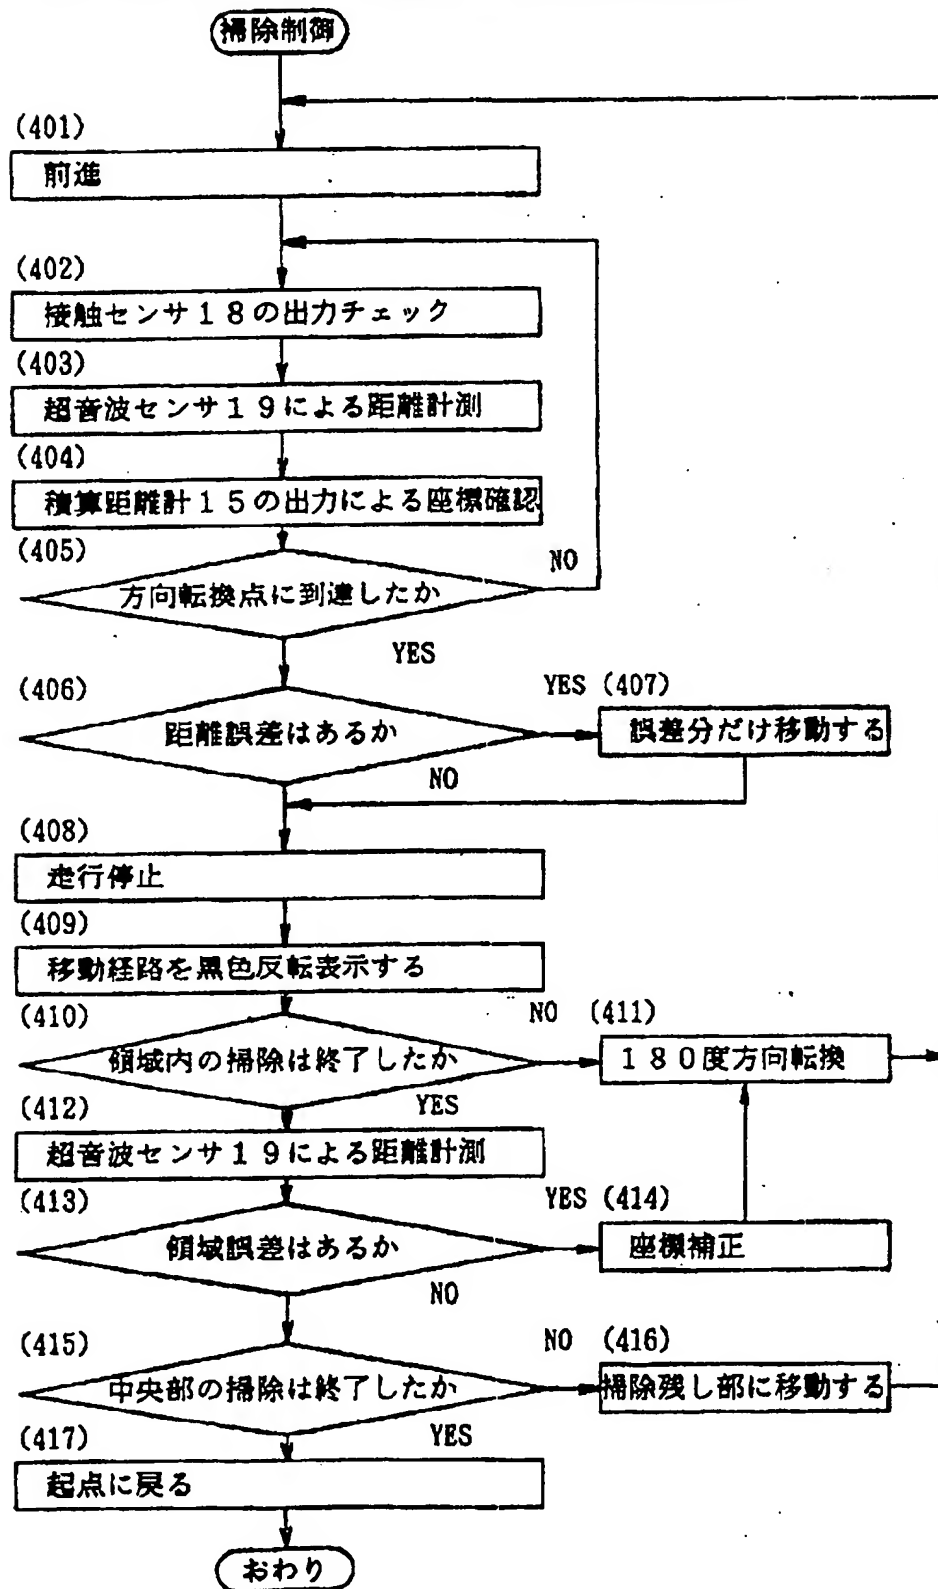 掃除制御
(401)
前進
(402)
接触センサ18の出力チェック
(403)
超音波センサ19による距離計測
(404)
積算距離計15の出力による座標確認
(405)
方向転換点に到達したか
NO
YES
(406)
距離誤差はあるか
YES (407)
誤差分だけ移動する
NO
(408)
走行停止
(409)
移動経路を黒色反転表示する
(410)
領域内の掃除は終了したか
NO (411)
180度方向転換
YES
(412)
超音波センサ19による距離計測
(413)
領域誤差はあるか
YES (414)
座標補正
NO
(415)
中央部の掃除は終了したか
NO (416)
掃除残し部に移動する
YES
(417)
起点に戻る
おわり